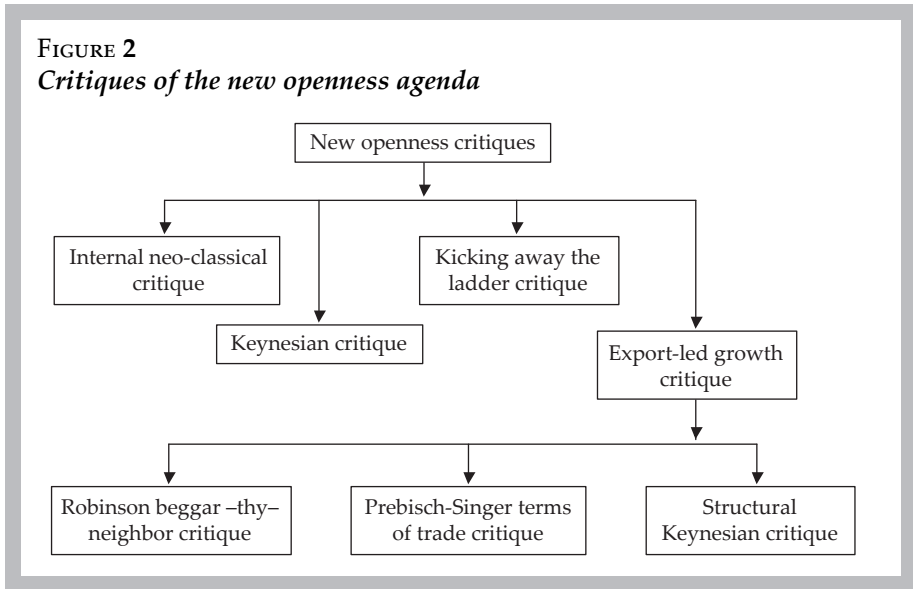 FIGURE 2
Critiques of the new openness agenda
New openness critiques
Internal neo-classical
critique
Kicking away the
ladder critique
Keynesian critique
Export-led growth
critique
Robinson beggar –thy–
neighbor critique
Prebisch-Singer terms
of trade critique
Structural
Keynesian critique